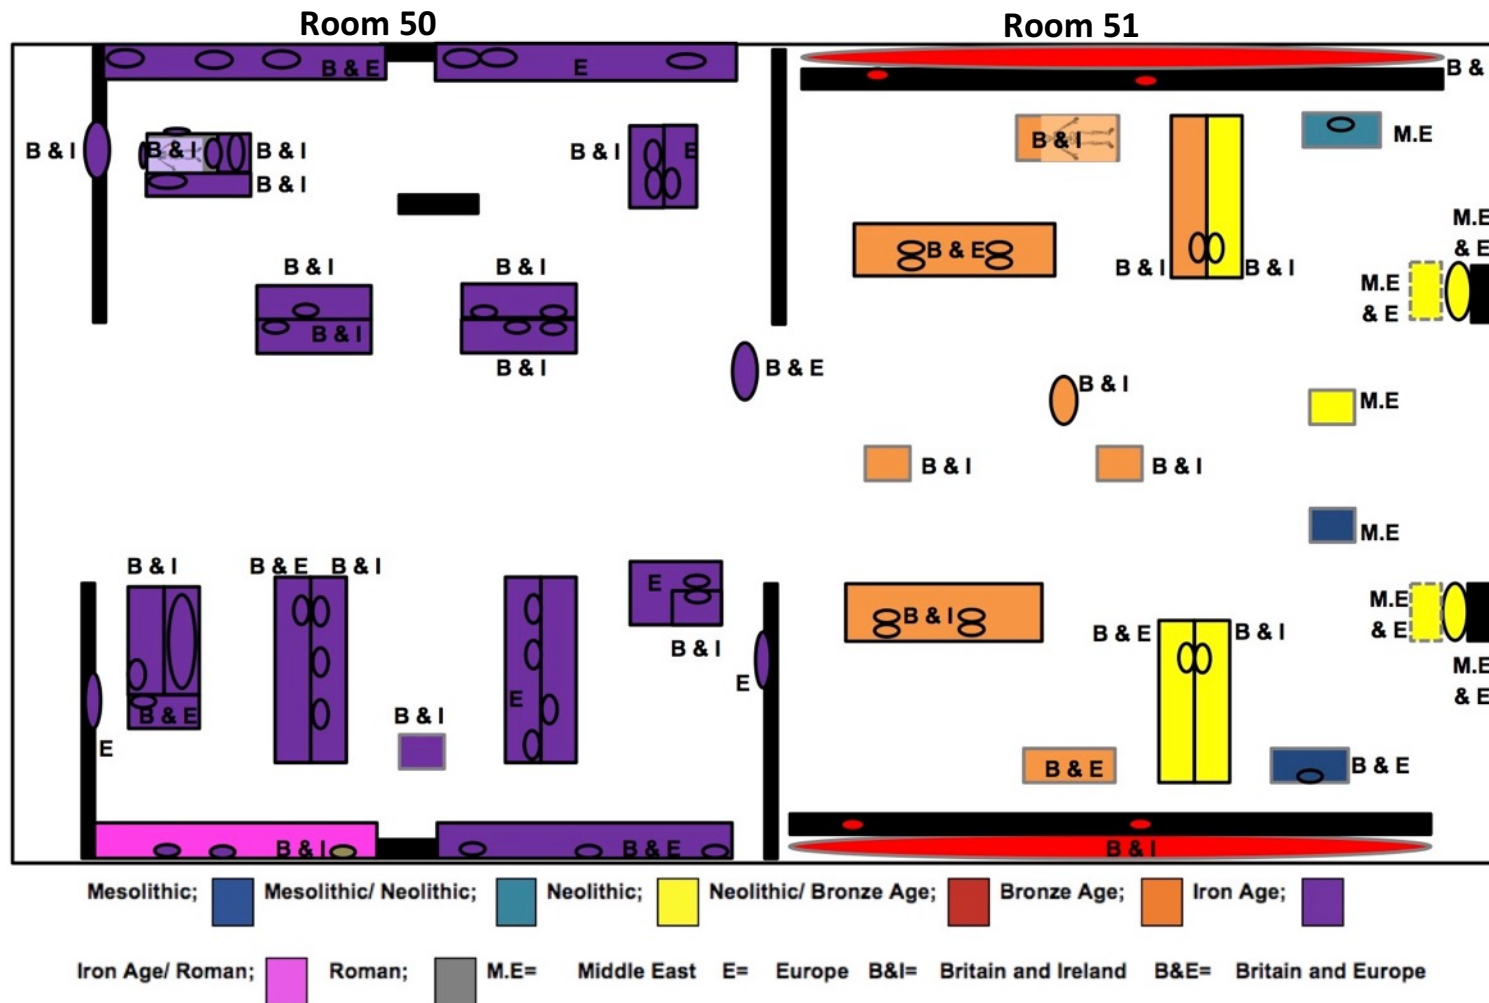 Room 50
Room 51
B & E
E
B &
B & I
B & I
B & I
B & I
B & I
E
B & I
M.E
B & E
B & I
B & I
M.E
& E
M.E
& E
B & I
B & I
B & I
B & I
B & E
B & I
M.E
B & I
B & I
M.E
B & I
B & E
B & I
E
B & I
B & I
B & E
B & I
M.E
& E
M.E
& E
B & E
E
E
E
B & I
B & E
B & E
B & I
B & E
B & I
Mesolithic; Mesolithic/ Neolithic; Neolithic; Neolithic/ Bronze Age; Bronze Age; Iron Age;
Iron Age/ Roman; Roman; M.E= Middle East E= Europe B&I= Britain and Ireland B&E= Britain and Europe